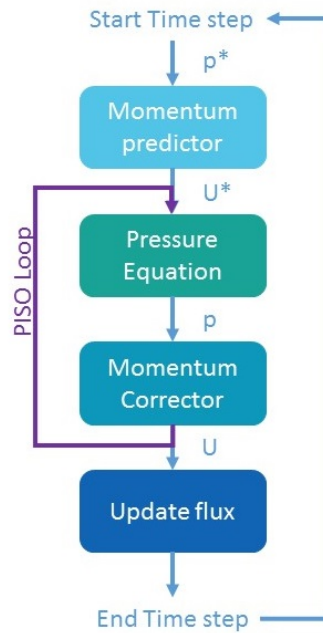 Start Time step
p*
Momentum
predictor
U*
PISO Loop
Pressure
Equation
p
Momentum
Corrector
U
Update flux
End Time step